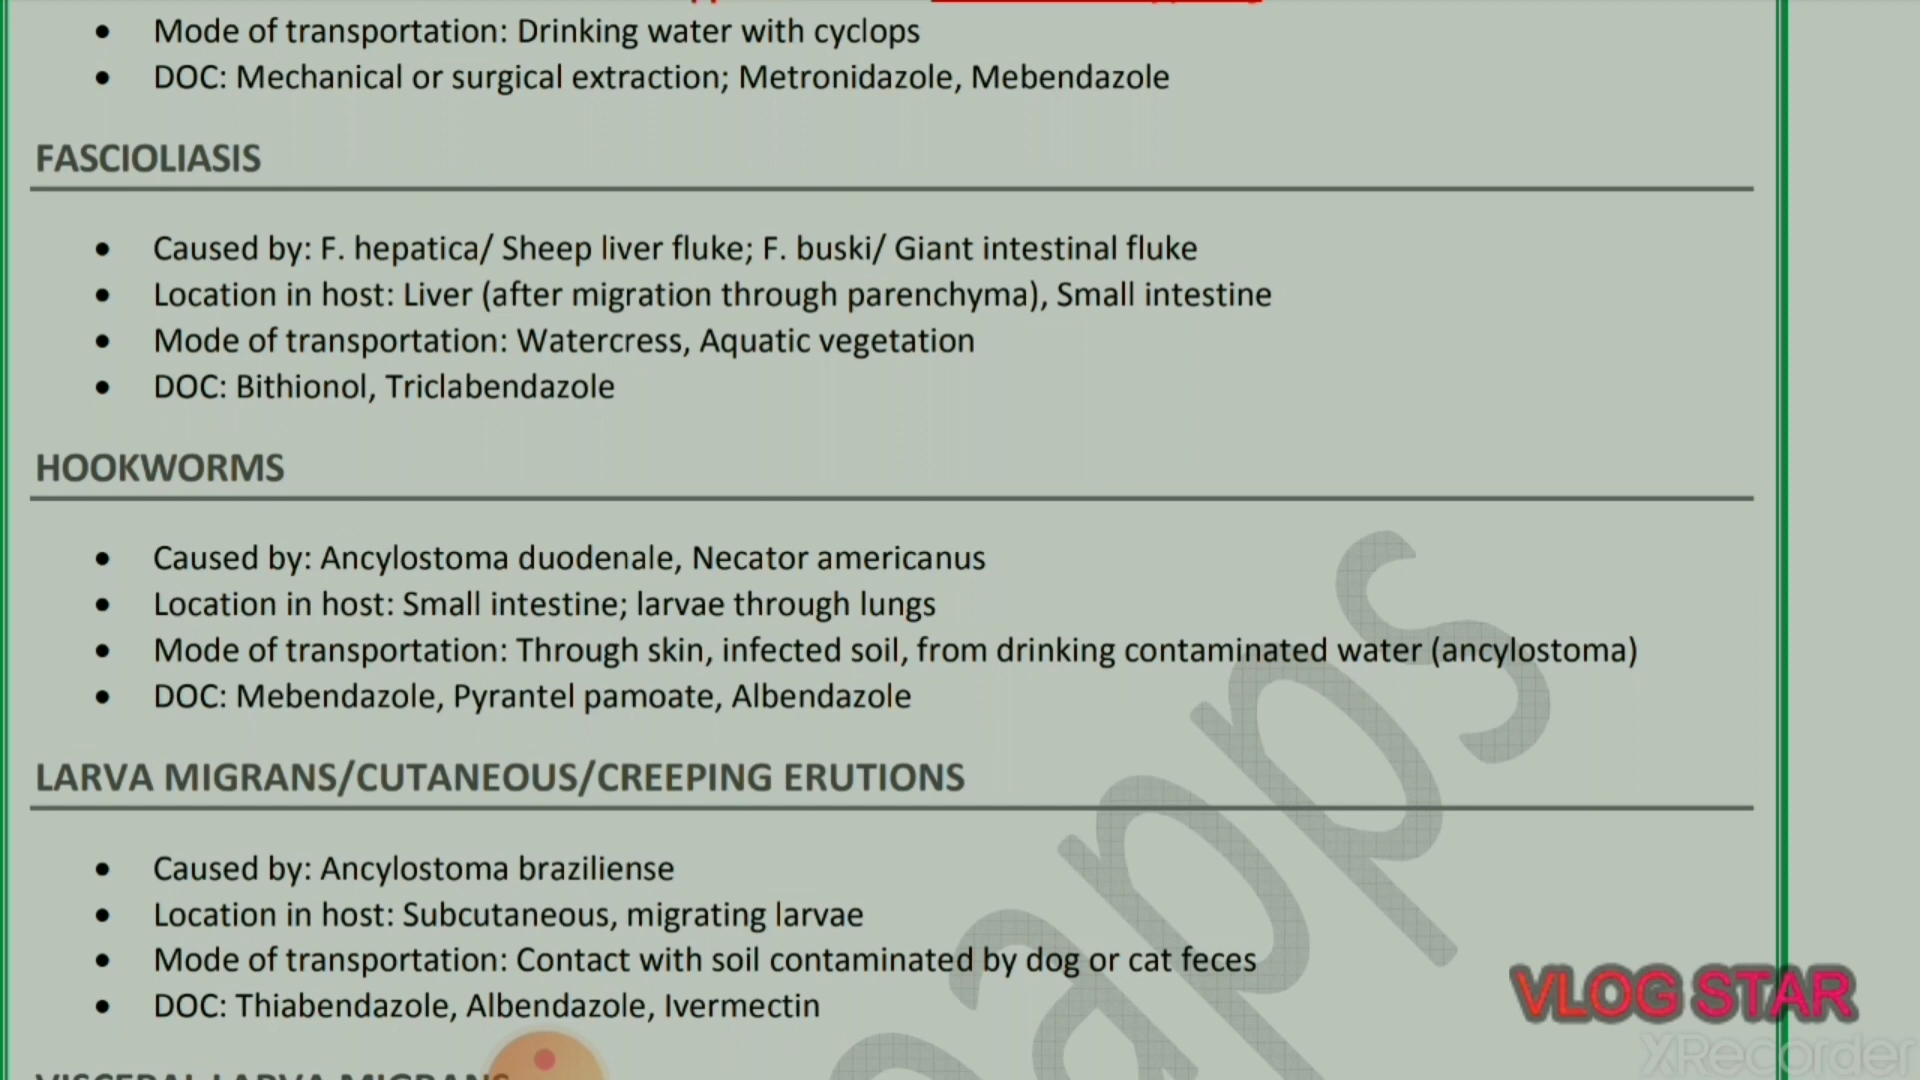 Mode of transportation: Drinking water with cyclops
DOC: Mechanical or surgical extraction; Metronidazole, Mebendazole
FASCIOLIASIS
Caused by: F. hepatica/ Sheep liver fluke; F. buski/ Giant intestinal fluke
Location in host: Liver (after migration through parenchyma), Small intestine
Mode of transportation: Watercress, Aquatic vegetation
DOC: Bithionol, Triclabendazole
HOOKWORMS
Caused by: Ancylostoma duodenale, Necator americanus
Location in host: Small intestine; larvae through lungs
Mode of transportation: Through skin, infected soil, from drinking contaminated water (ancylostoma)
DOC: Mebendazole, Pyrantel pamoate, Albendazole
LARVA MIGRANS/CUTANEOUS/CREEPING ERUTIONS
Caused by: Ancylostoma braziliense
Location in host: Subcutaneous, migrating larvae
Mode of transportation: Contact with soil contaminated by dog or cat feces
DOC: Thiabendazole, Albendazole, Ivermectin
VISCERAL LARVA MIGRANS
apps
VLOG STAR
XRecorder